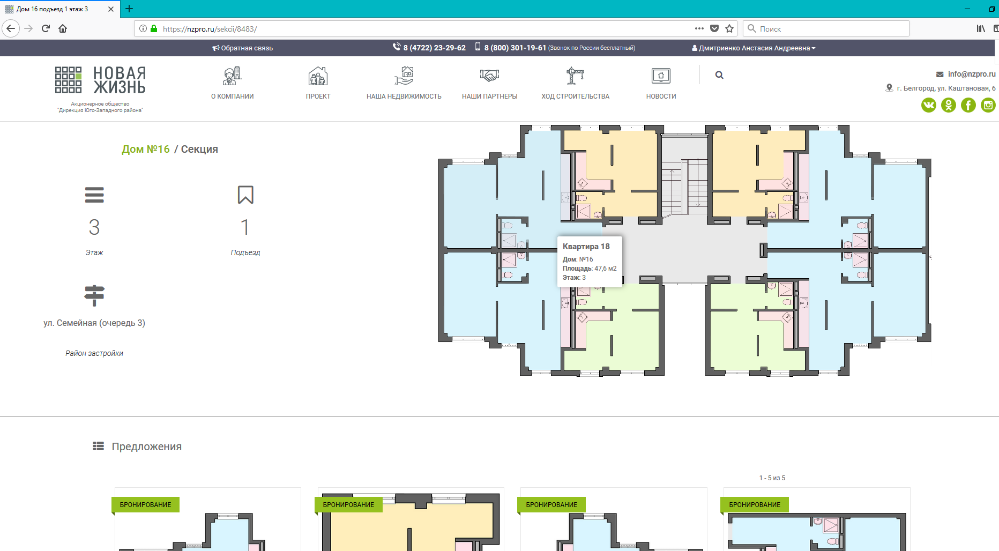 Дом 16 подъезд 1 этаж 3
https://nzpro.ru/sekcii/8483/
Поиск
Обратная связь
8 (4722) 23-29-62
8 (800) 301-19-61 (Звонок по России бесплатный)
Дмитриенко Анстасия Андреевна
НОВАЯ
ЖИЗНЬ
Акционерное общество
"Дирекция Юго-Западного района"
О КОМПАНИИ
ПРОЕКТ
НАША НЕДВИЖИМОСТЬ
НАШИ ПАРТНЕРЫ
ХОД СТРОИТЕЛЬСТВА
НОВОСТИ
info@nzpro.ru
г. Белгород, ул. Каштановая, 6
Дом №16 / Секция
3
Этаж
1
Подъезд
ул. Семейная (очередь 3)
Район застройки
Квартира 18
Дом: №16
Площадь: 47,6 м2
Этаж: 3
Предложения
1 - 5 из 5
БРОНИРОВАНИЕ
БРОНИРОВАНИЕ
БРОНИРОВАНИЕ
БРОНИРОВАНИЕ